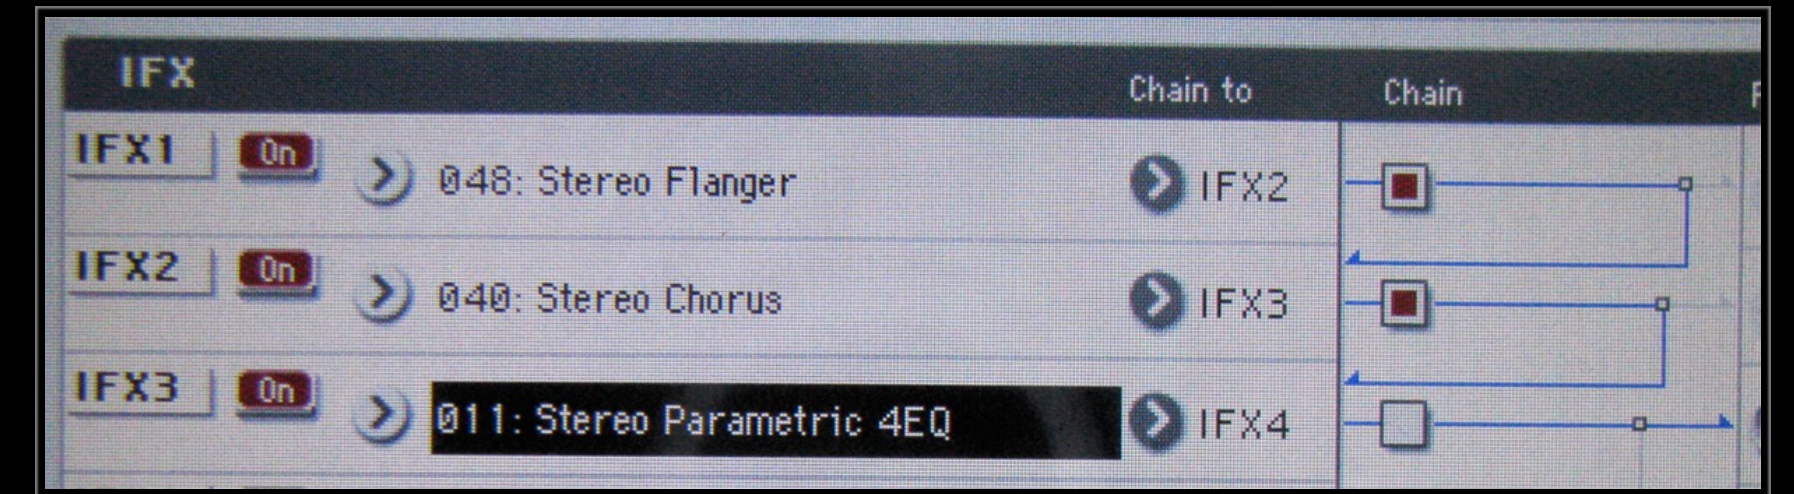 IFX Chain to Chain
IFX1 On 048: Stereo Flanger IFX2
IFX2 On 040: Stereo Chorus IFX3
IFX3 On 011: Stereo Parametric 4EQ IFX4